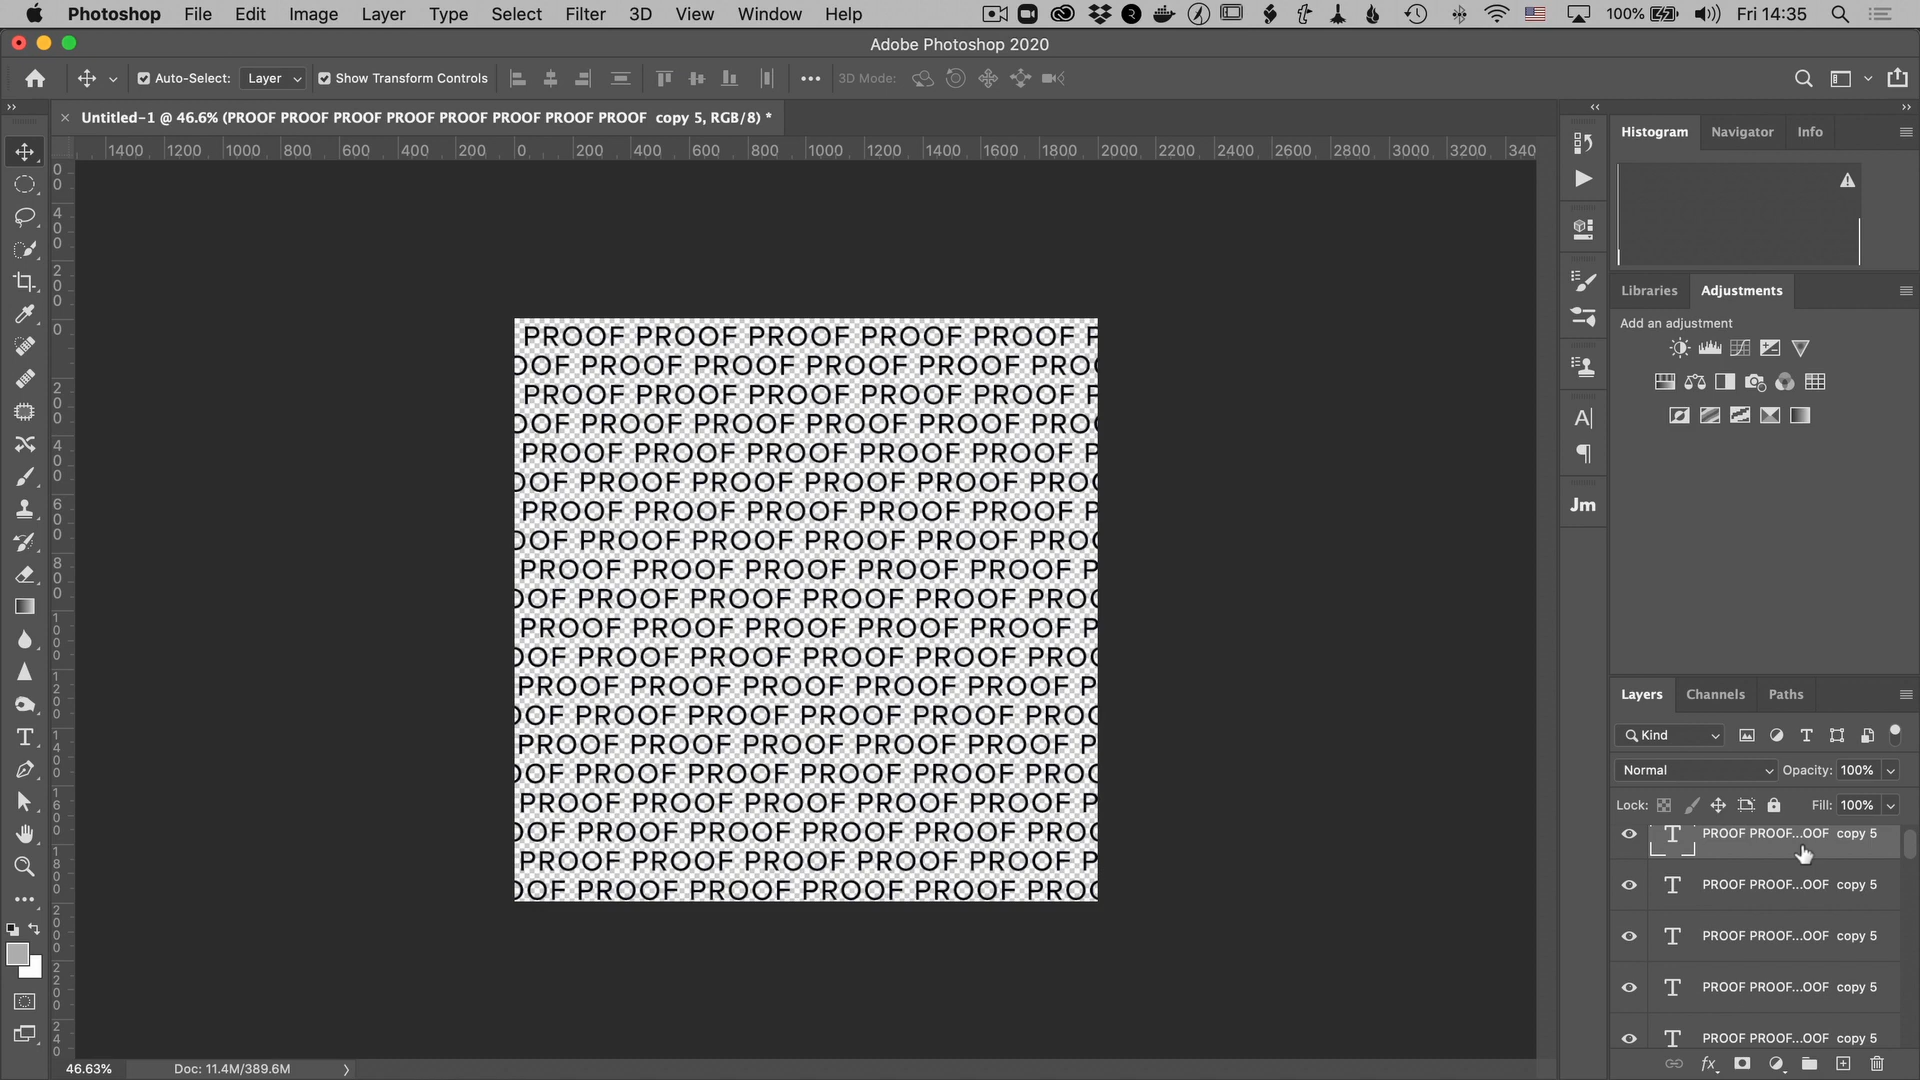 Photoshop File Edit Image Layer Type Select Filter 3D View Window Help 100% Fri 14:35
Adobe Photoshop 2020
Auto-Select: Layer Show Transform Controls 3D Mode:
Untitled-1 @ 46.6% (PROOF PROOF PROOF PROOF PROOF PROOF PROOF PROOF copy 5, RGB/8) *
1400 1200 1000 800 600 400 200 0 200 400 600 800 1000 1200 1400 1600 1800 2000 2200 2400 2600 2800 3000 3200 340
Histogram Navigator Info
Libraries Adjustments
Add an adjustment
PROOF PROOF PROOF PROOF PROOF P
OOF PROOF PROOF PROOF PROOF PRO
PROOF PROOF PROOF PROOF PROOF P
OOF PROOF PROOF PROOF PROOF PRO
PROOF PROOF PROOF PROOF PROOF P
OOF PROOF PROOF PROOF PROOF PRO
PROOF PROOF PROOF PROOF PROOF P
OOF PROOF PROOF PROOF PROOF PRO
PROOF PROOF PROOF PROOF PROOF P
OOF PROOF PROOF PROOF PROOF PROO
PROOF PROOF PROOF PROOF PROOF P
OOF PROOF PROOF PROOF PROOF PROO
PROOF PROOF PROOF PROOF PROOF P
OOF PROOF PROOF PROOF PROOF PROO
PROOF PROOF PROOF PROOF PROOF P
OOF PROOF PROOF PROOF PROOF PROO
PROOF PROOF PROOF PROOF PROOF P
OOF PROOF PROOF PROOF PROOF PROO
PROOF PROOF PROOF PROOF PROOF P
OOF PROOF PROOF PROOF PROOF PROO
Jm
Layers Channels Paths
Kind
Normal Opacity: 100%
Lock: Fill: 100%
PROOF PROOF...OOF copy 5
PROOF PROOF...OOF copy 5
PROOF PROOF...OOF copy 5
PROOF PROOF...OOF copy 5
PROOF PROOF...OOF copy 5
46.63% Doc: 11.4M/389.6M